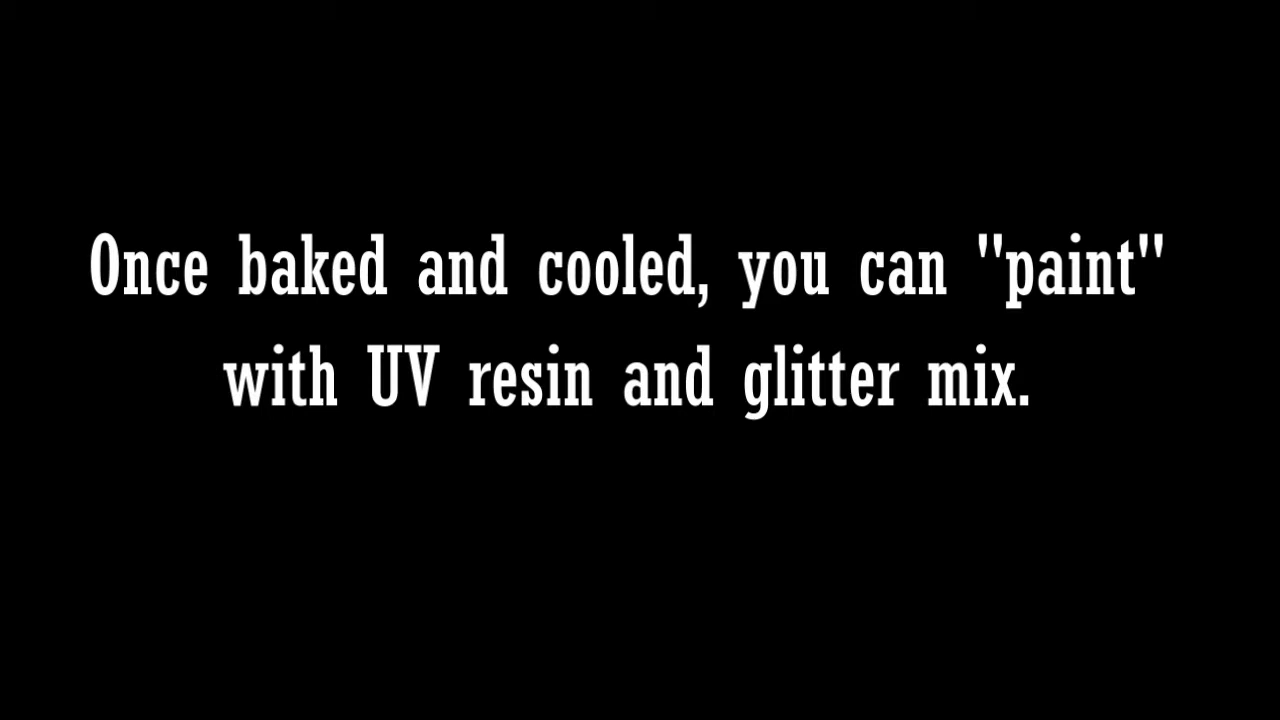 Once baked and cooled, you can "paint"
with UV resin and glitter mix.